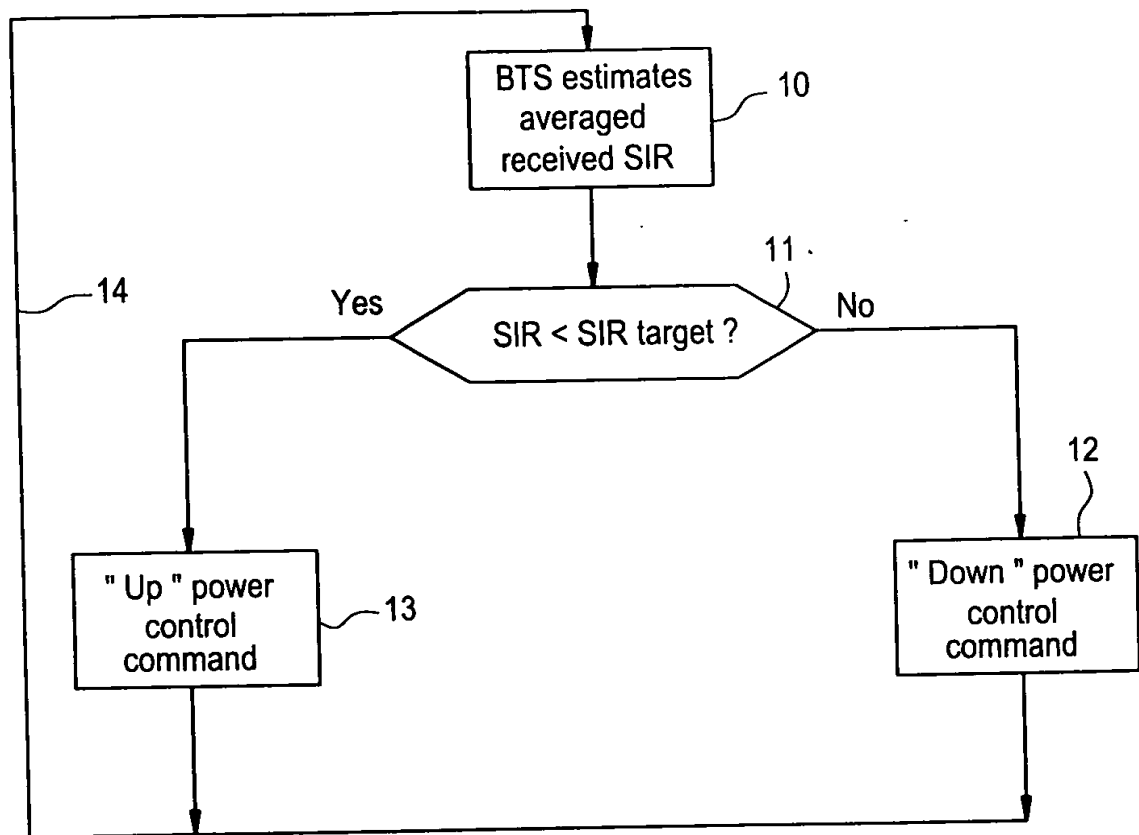 BTS estimates
averaged
received SIR
10
11
SIR < SIR target ?
Yes
No
14
12
" Up " power
control
command
13
" Down " power
control
command